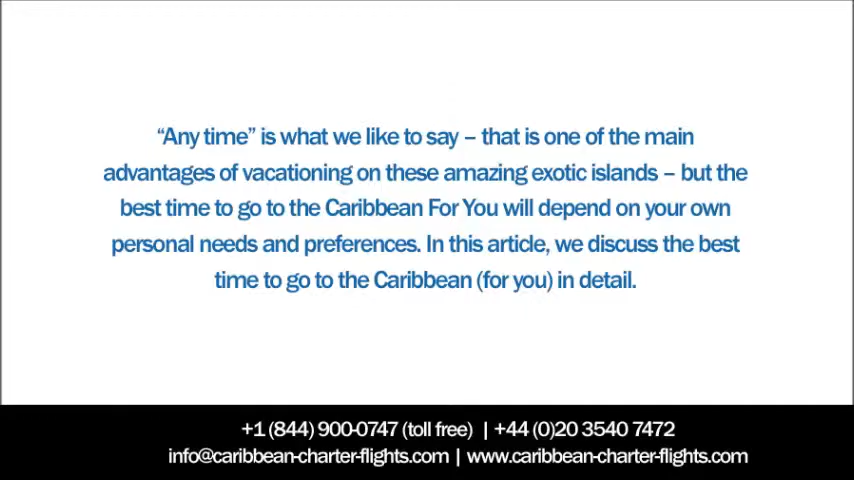 “Any time” is what we like to say – that is one of the main
advantages of vacationing on these amazing exotic islands – but the
best time to go to the Caribbean For You will depend on your own
personal needs and preferences. In this article, we discuss the best
time to go to the Caribbean (for you) in detail.
+1 (844) 900-0747 (toll free) | +44 (0)20 3540 7472
info@caribbean-charter-flights.com | www.caribbean-charter-flights.com